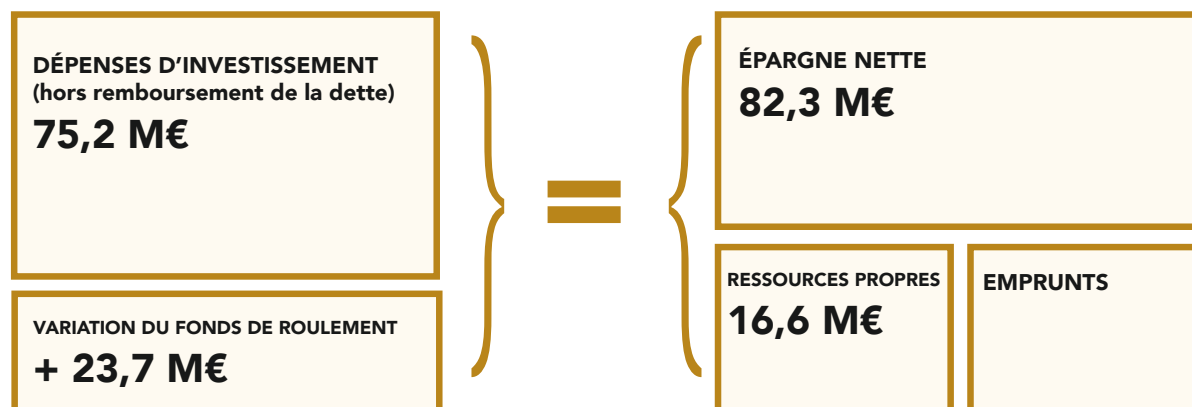 DÉPENSES D’INVESTISSEMENT
(hors remboursement de la dette)
75,2 M€
VARIATION DU FONDS DE ROULEMENT
+ 23,7 M€
=
ÉPARGNE NETTE
82,3 M€
RESSOURCES PROPRES
16,6 M€
EMPRUNTS